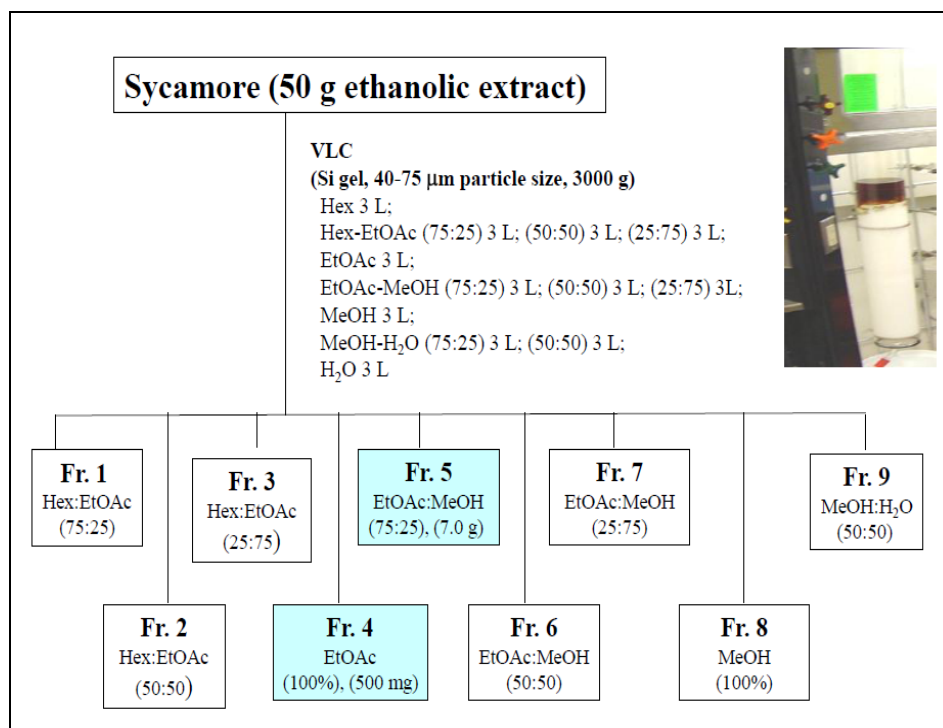 Sycamore (50 g ethanolic extract)
VLC
(Si gel, 40-75 μm particle size, 3000 g)
Hex 3 L;
Hex-EtOAc (75:25) 3 L; (50:50) 3 L; (25:75) 3 L;
EtOAc 3 L;
EtOAc-MeOH (75:25) 3 L; (50:50) 3 L; (25:75) 3L;
MeOH 3 L;
MeOH-H₂O (75:25) 3 L; (50:50) 3 L;
H₂O 3 L
Fr. 1
Hex:EtOAc
(75:25)
Fr. 3
Hex:EtOAc
(25:75)
Fr. 5
EtOAc:MeOH
(75:25), (7.0 g)
Fr. 7
EtOAc:MeOH
(25:75)
Fr. 9
MeOH:H₂O
(50:50)
Fr. 2
Hex:EtOAc
(50:50)
Fr. 4
EtOAc
(100%), (500 mg)
Fr. 6
EtOAc:MeOH
(50:50)
Fr. 8
MeOH
(100%)